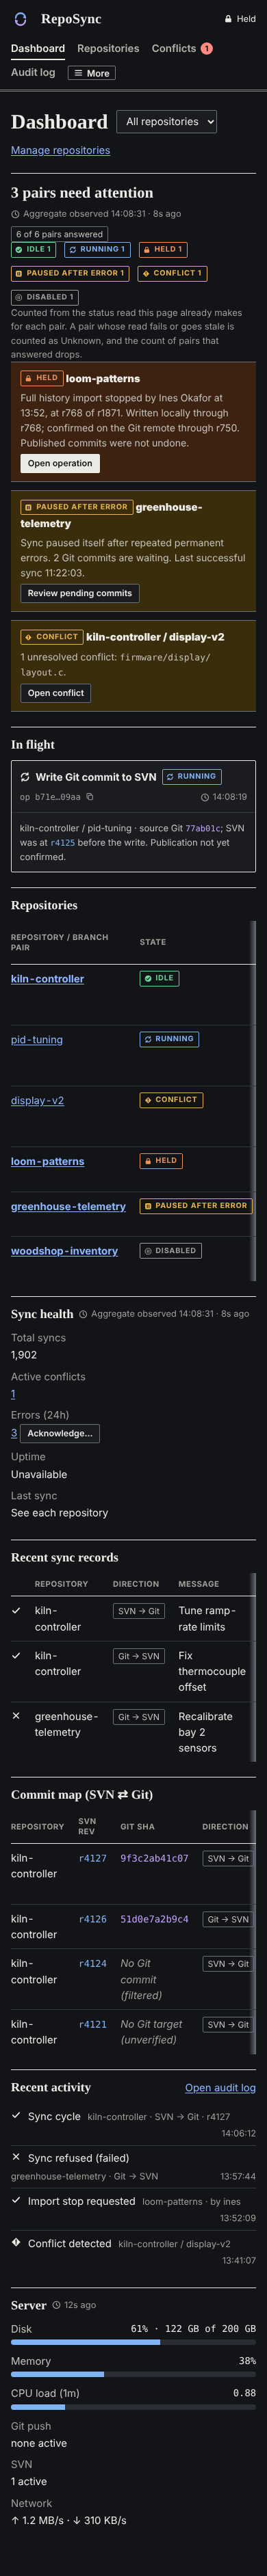 RepoSync
Held
Dashboard Repositories Conflicts 1
Audit log More
Dashboard All repositories
Manage repositories
3 pairs need attention
Aggregate observed 14:08:31 · 8s ago
6 of 6 pairs answered
IDLE 1 RUNNING 1 HELD 1
PAUSED AFTER ERROR 1 CONFLICT 1
DISABLED 1
Counted from the status read this page already makes
for each pair. A pair whose read fails or goes stale is
counted as Unknown, and the count of pairs that
answered drops.
HELD loom-patterns
Full history import stopped by Ines Okafor at
13:52, at r768 of r1871. Written locally through
r768; confirmed on the Git remote through r750.
Published commits were not undone.
Open operation
PAUSED AFTER ERROR greenhouse-
telemetry
Sync paused itself after repeated permanent
errors. 2 Git commits are waiting. Last successful
sync 11:22:03.
Review pending commits
CONFLICT kiln-controller / display-v2
1 unresolved conflict: firmware/display/
layout.c.
Open conflict
In flight
Write Git commit to SVN RUNNING
op b71e…09aa 14:08:19
kiln-controller / pid-tuning · source Git 77ab01c; SVN
was at r4125 before the write. Publication not yet
confirmed.
Repositories
REPOSITORY / BRANCH
PAIR
STATE
kiln-controller IDLE
pid-tuning RUNNING
display-v2 CONFLICT
loom-patterns HELD
greenhouse-telemetry PAUSED AFTER ERROR
woodshop-inventory DISABLED
Sync health Aggregate observed 14:08:31 · 8s ago
Total syncs
1,902
Active conflicts
1
Errors (24h)
3 Acknowledge…
Uptime
Unavailable
Last sync
See each repository
Recent sync records
REPOSITORY DIRECTION MESSAGE
kiln-
controller
SVN → Git
Tune ramp-
rate limits
kiln-
controller
Git → SVN
Fix
thermocouple
offset
greenhouse-
telemetry
Git → SVN
Recalibrate
bay 2
sensors
Commit map (SVN ⇄ Git)
REPOSITORY
SVN
REV
GIT SHA
DIRECTION
kiln-
controller
r4127 9f3c2ab41c07 SVN → Git
kiln-
controller
r4126 51d0e7a2b9c4 Git → SVN
kiln-
controller
r4124
No Git
commit
(filtered)
SVN → Git
kiln-
controller
r4121
No Git target
(unverified)
SVN → Git
Recent activity Open audit log
Sync cycle kiln-controller · SVN → Git · r4127
14:06:12
Sync refused (failed)
greenhouse-telemetry · Git → SVN 13:57:44
Import stop requested loom-patterns · by ines
13:52:09
Conflict detected kiln-controller / display-v2
13:41:07
Server 12s ago
Disk 61% · 122 GB of 200 GB
Memory 38%
CPU load (1m) 0.88
Git push
none active
SVN
1 active
Network
↑ 1.2 MB/s · ↓ 310 KB/s